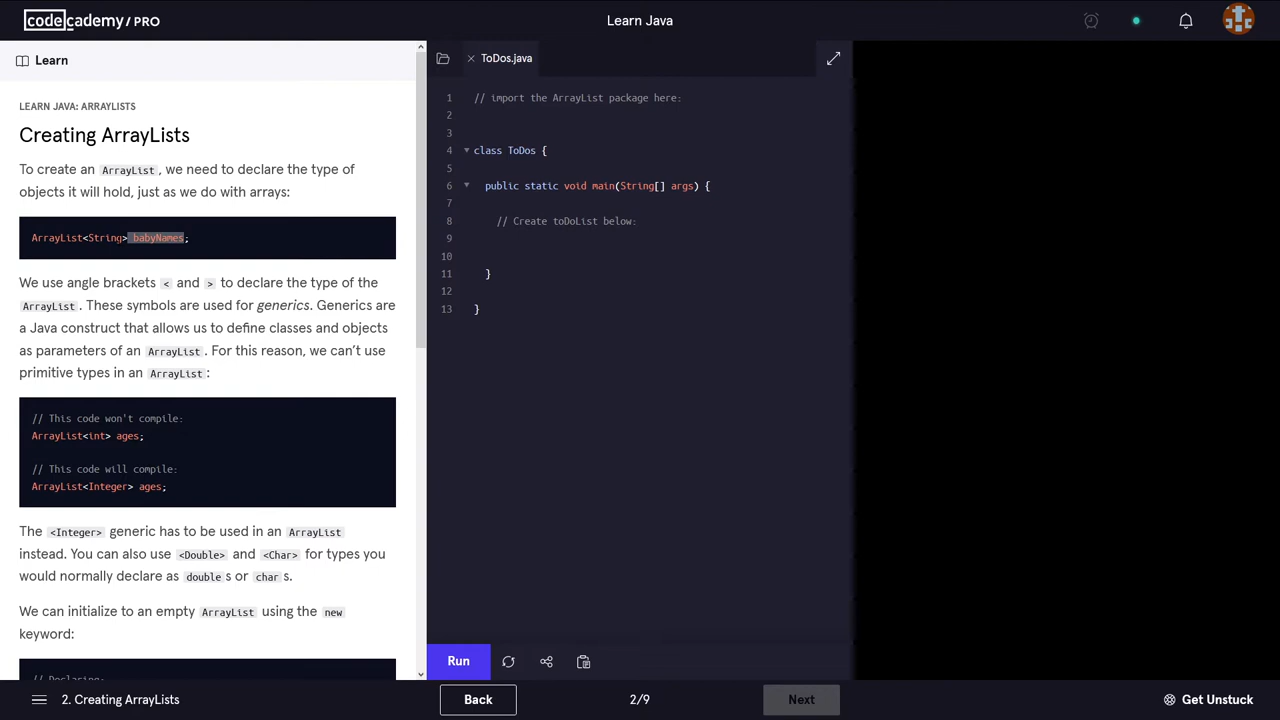 codecademy / PRO
Learn Java
Learn
ToDos.java
LEARN JAVA: ARRAYLISTS
Creating ArrayLists
To create an ArrayList, we need to declare the type of
objects it will hold, just as we do with arrays:
ArrayList<String> babyNames;
We use angle brackets < and > to declare the type of the
ArrayList. These symbols are used for generics. Generics are
a Java construct that allows us to define classes and objects
as parameters of an ArrayList. For this reason, we can't use
primitive types in an ArrayList:
// This code won't compile:
ArrayList<int> ages;
// This code will compile:
ArrayList<Integer> ages;
The <Integer> generic has to be used in an ArrayList
instead. You can also use <Double> and <Char> for types you
would normally declare as doubles or chars.
We can initialize to an empty ArrayList using the new
keyword:
// Declaring:
1 // import the ArrayList package here:
2
3
4 class ToDos {
5
6 public static void main(String[] args) {
7
8 // Create toDoList below:
9
10
11 }
12
13 }
Run
2. Creating ArrayLists
Back
2/9
Next
Get Unstuck